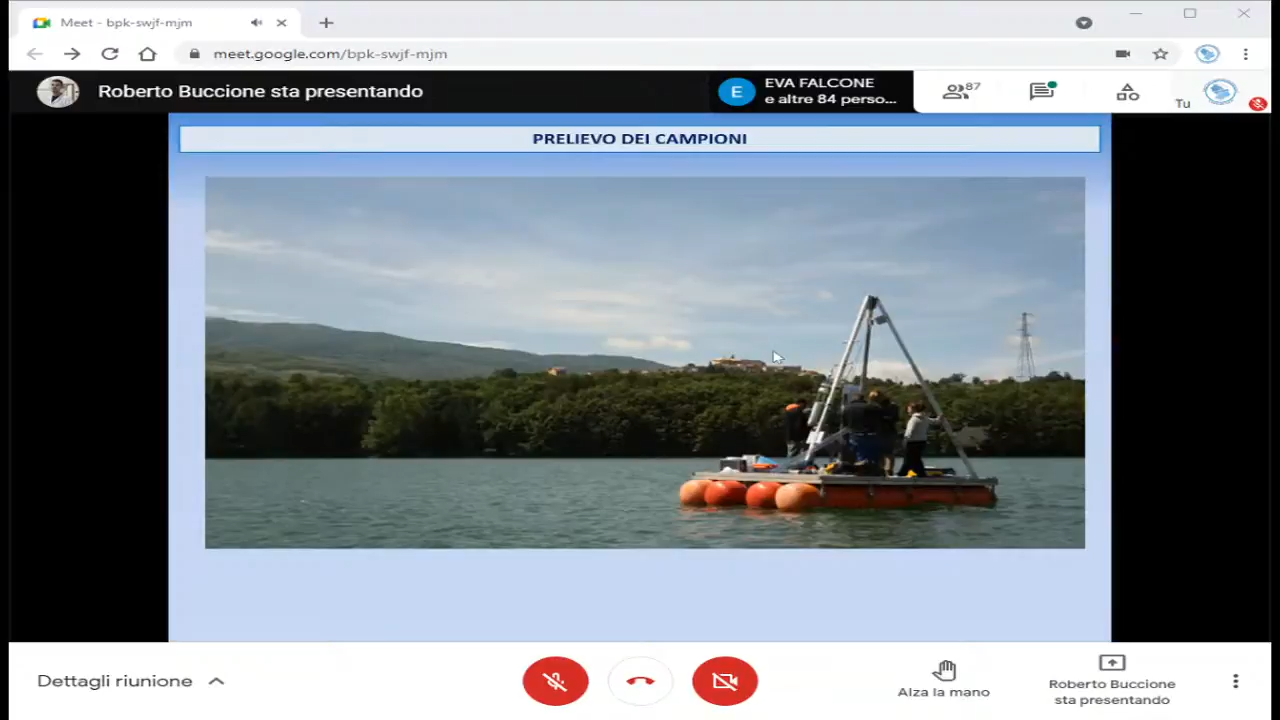 Meet - bpk-swjf-mjm
meet.google.com/bpk-swjf-mjm
Roberto Buccione sta presentando
E
EVA FALCONE
e altre 84 perso...
87
Tu
PRELIEVO DEI CAMPIONI
Dettagli riunione
Alza la mano
Roberto Buccione
sta presentando